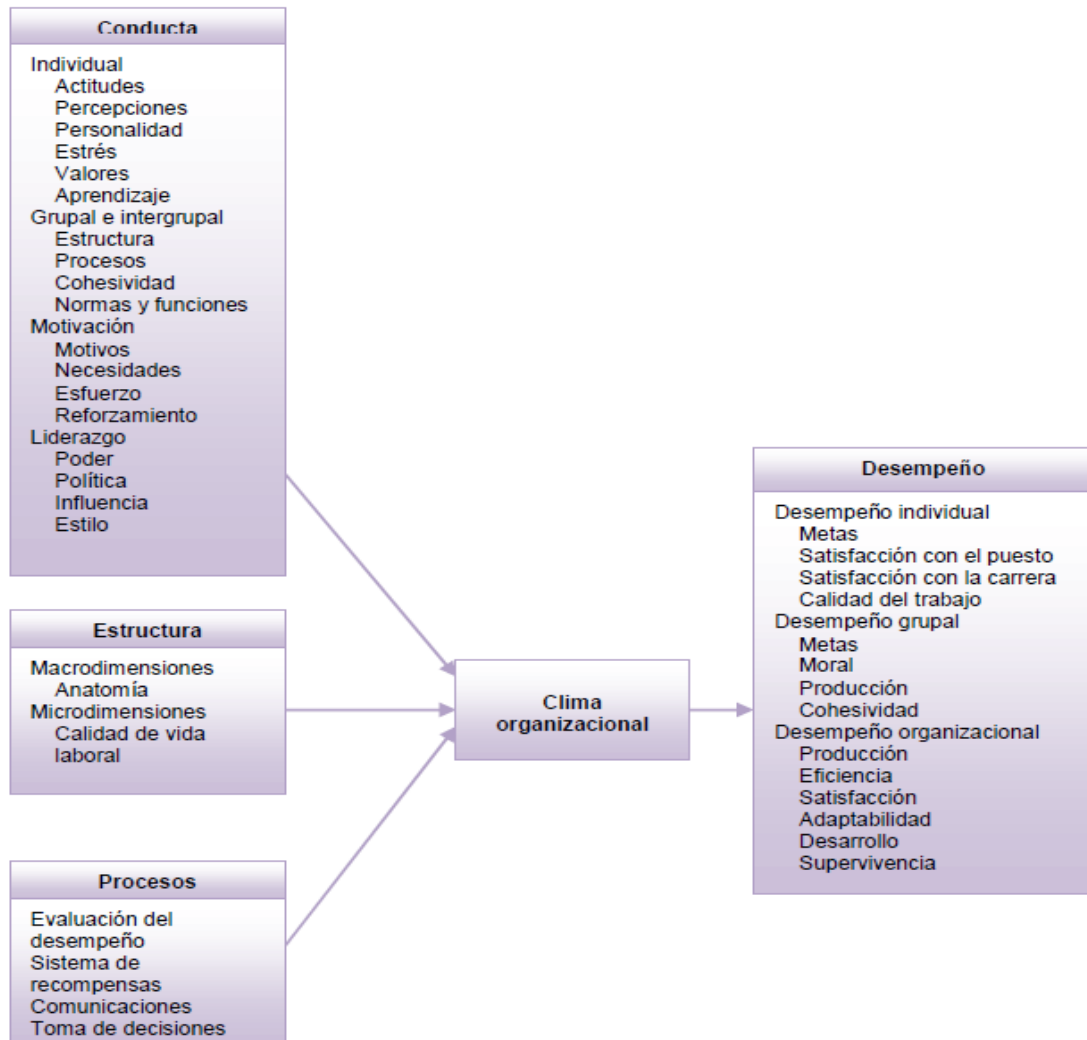 Conducta
Individual
Actitudes
Percepciones
Personalidad
Estrés
Valores
Aprendizaje
Grupal e intergrupal
Estructura
Procesos
Cohesividad
Normas y funciones
Motivación
Motivos
Necesidades
Esfuerzo
Reforzamiento
Liderazgo
Poder
Política
Influencia
Estilo
Estructura
Macrodimensiones
Anatomía
Microdimensiones
Calidad de vida
laboral
Procesos
Evaluación del
desempeño
Sistema de
recompensas
Comunicaciones
Toma de decisiones
Clima
organizacional
Desempeño
Desempeño individual
Metas
Satisfacción con el puesto
Satisfacción con la carrera
Calidad del trabajo
Desempeño grupal
Metas
Moral
Producción
Cohesividad
Desempeño organizacional
Producción
Eficiencia
Satisfacción
Adaptabilidad
Desarrollo
Supervivencia